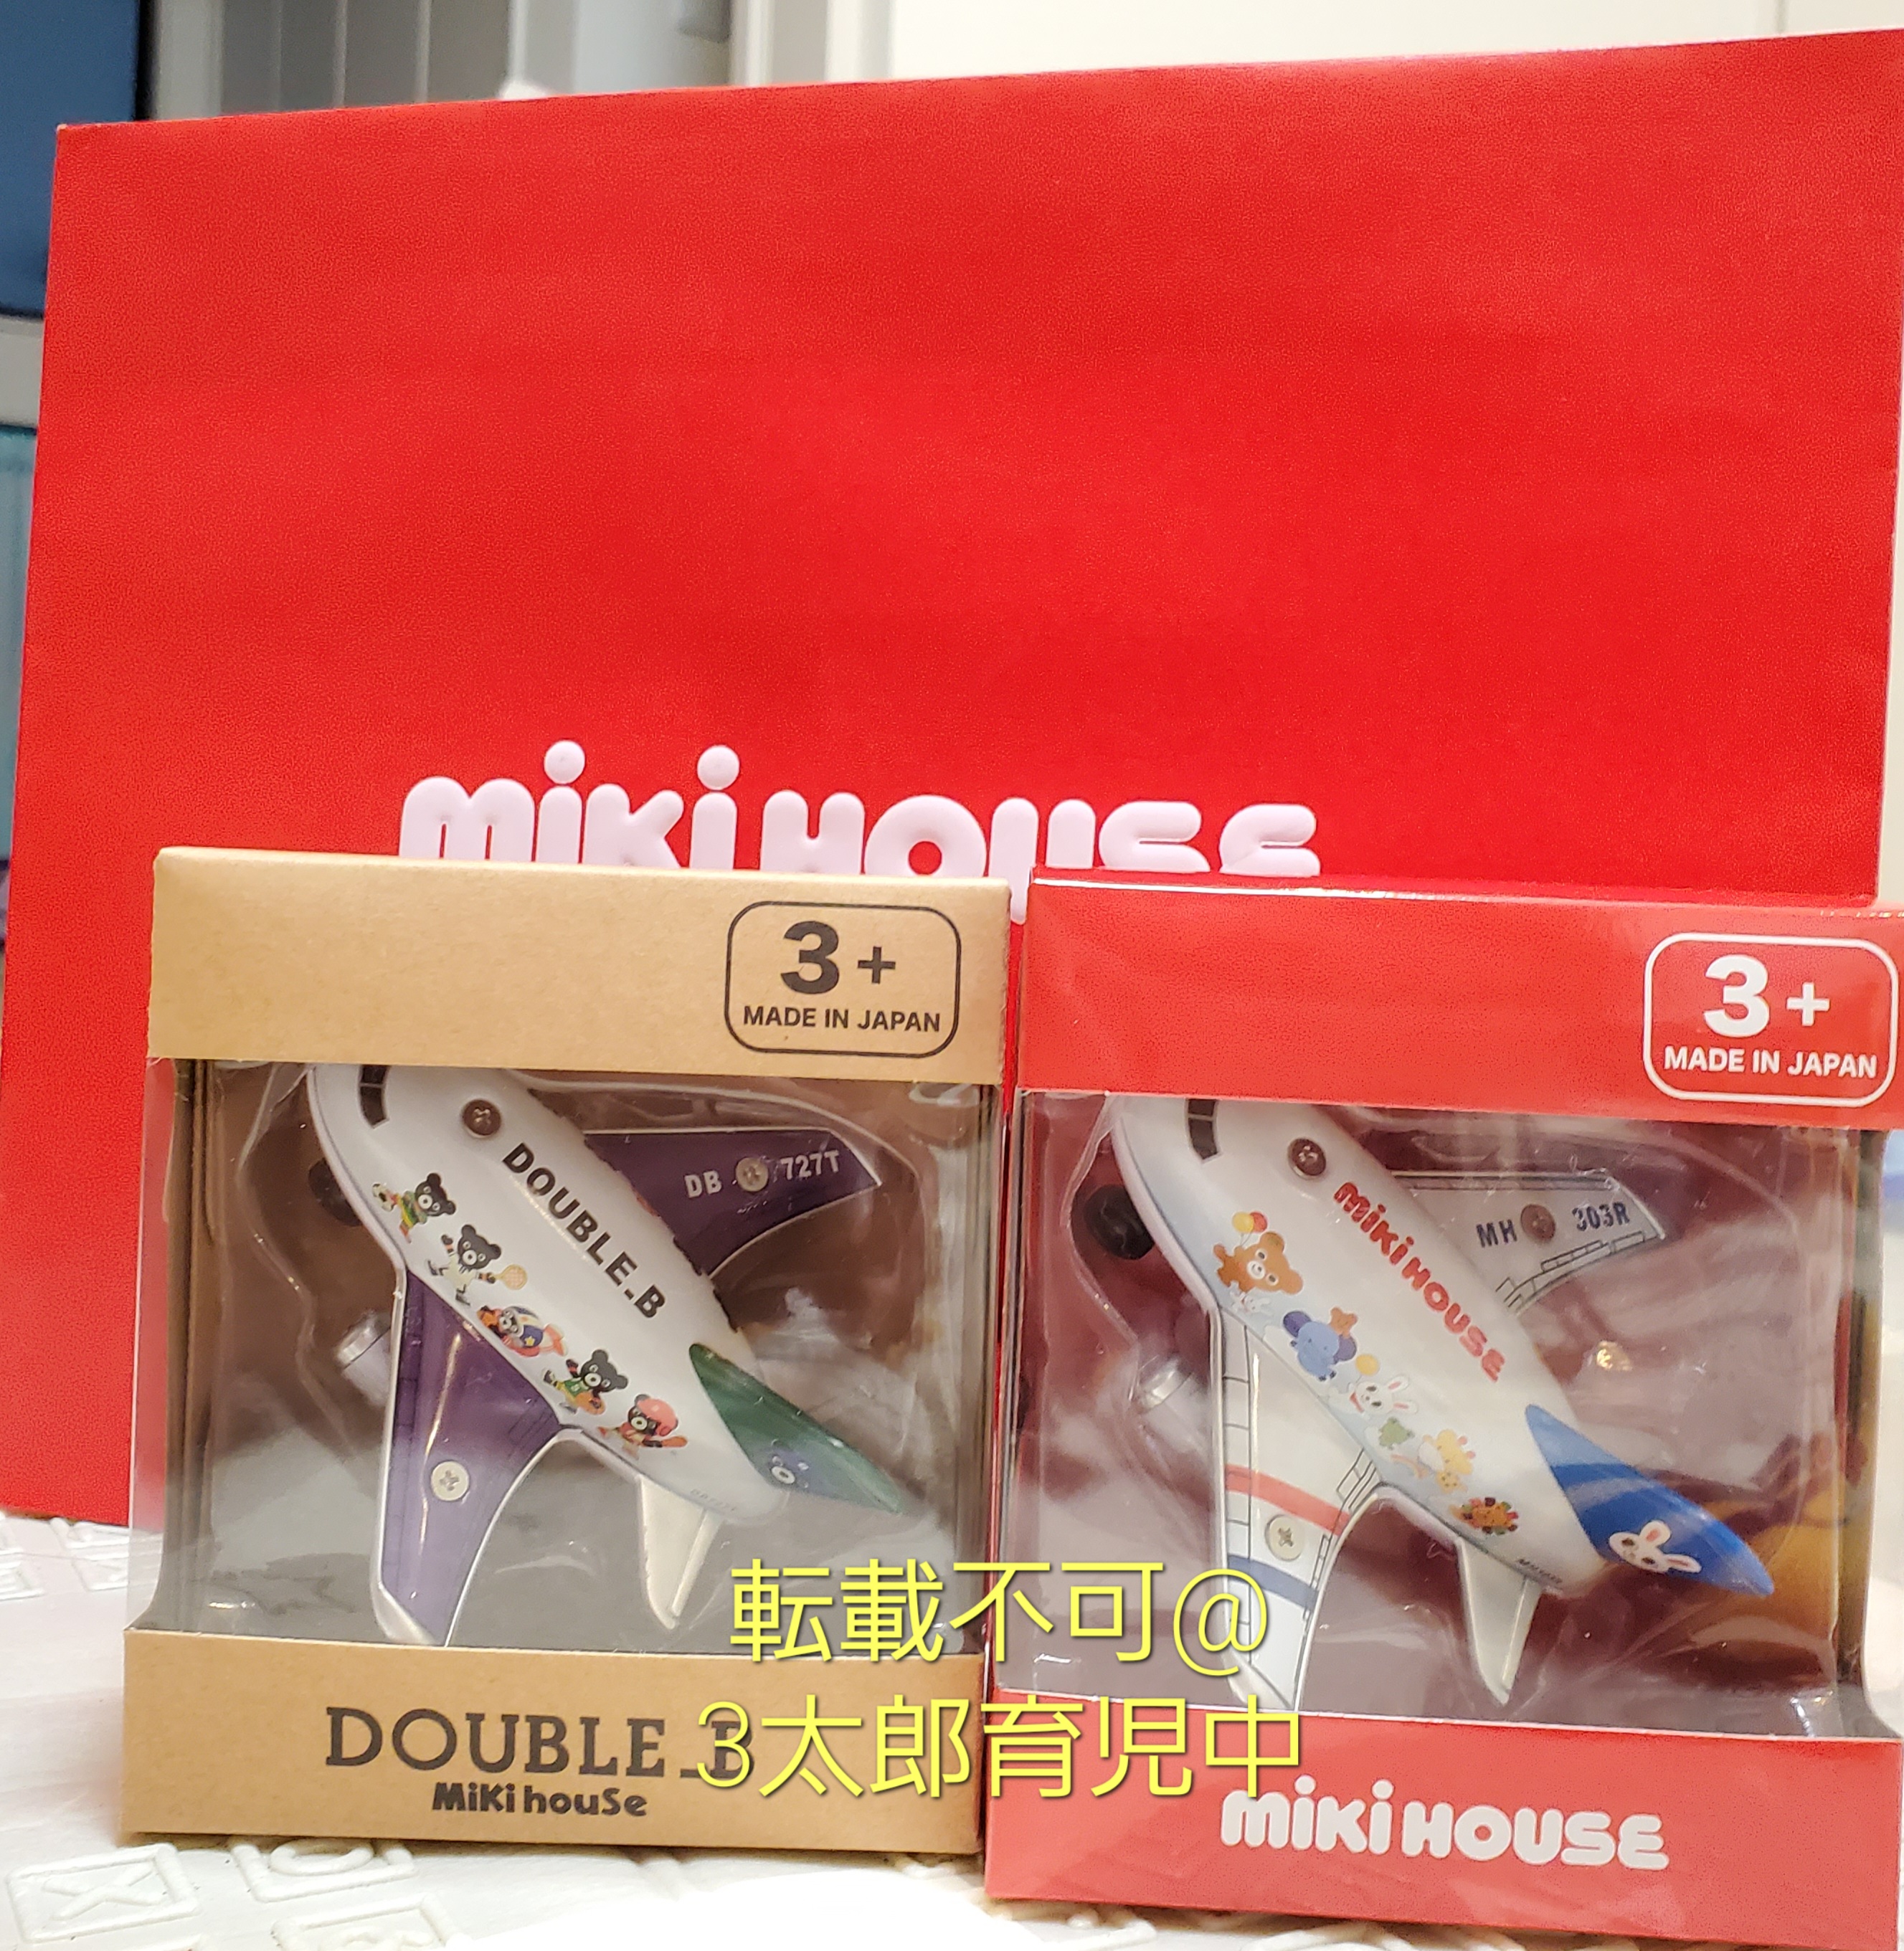 miki HOUSE
3+
MADE IN JAPAN
3+
MADE IN JAPAN
DOUBLE_B
DB 727T
miki HOUSE
MH 303R
転載不可@
3太郎育児中
DOUBLE_B
MiKi houSe
miki HOUSE